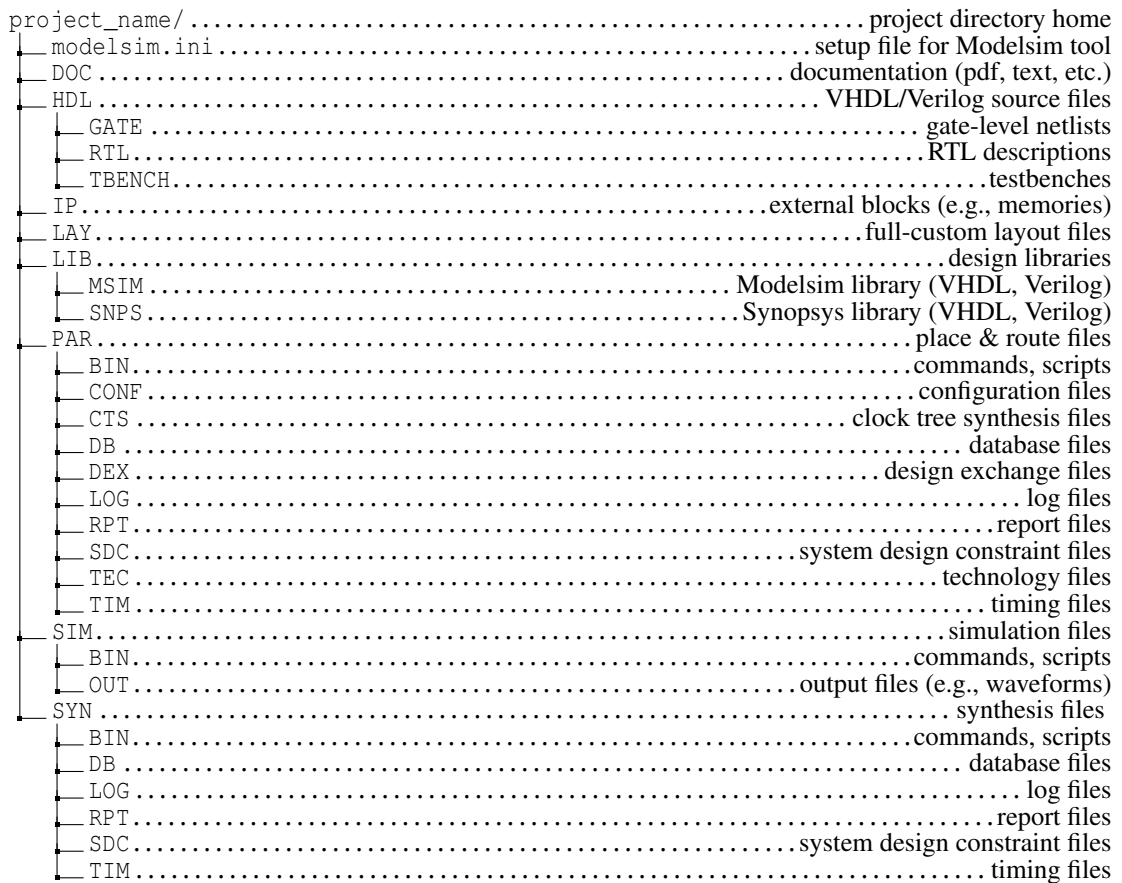 project_name/ ........ project directory home
modelsim.ini ........ setup file for Modelsim tool
DOC ........ documentation (pdf, text, etc.)
HDL ........ VHDL/Verilog source files
GATE ........ gate-level netlists
RTL ........ RTL descriptions
TBENCH ........ testbenches
IP ........ external blocks (e.g., memories)
LAY ........ full-custom layout files
LIB ........ design libraries
MSIM ........ Modelsim library (VHDL, Verilog)
SNPS ........ Synopsys library (VHDL, Verilog)
PAR ........ place & route files
BIN ........ commands, scripts
CONF ........ configuration files
CTS ........ clock tree synthesis files
DB ........ database files
DEX ........ design exchange files
LOG ........ log files
RPT ........ report files
SDC ........ system design constraint files
TEC ........ technology files
TIM ........ timing files
SIM ........ simulation files
BIN ........ commands, scripts
OUT ........ output files (e.g., waveforms)
SYN ........ synthesis files
BIN ........ commands, scripts
DB ........ database files
LOG ........ log files
RPT ........ report files
SDC ........ system design constraint files
TIM ........ timing files